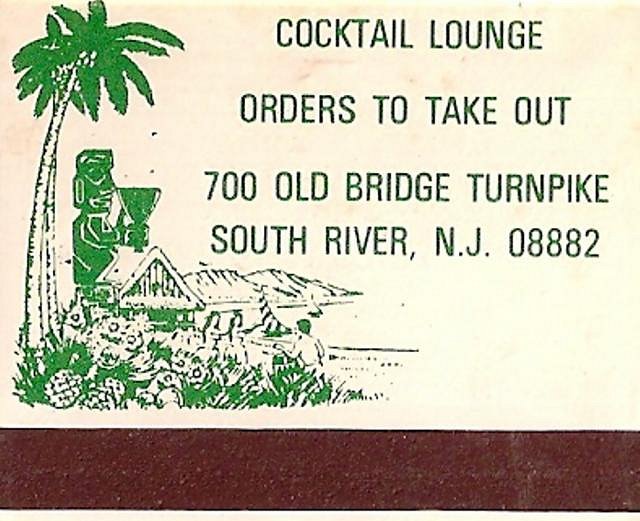 COCKTAIL LOUNGE
ORDERS TO TAKE OUT
700 OLD BRIDGE TURNPIKE
SOUTH RIVER, N.J. 08882